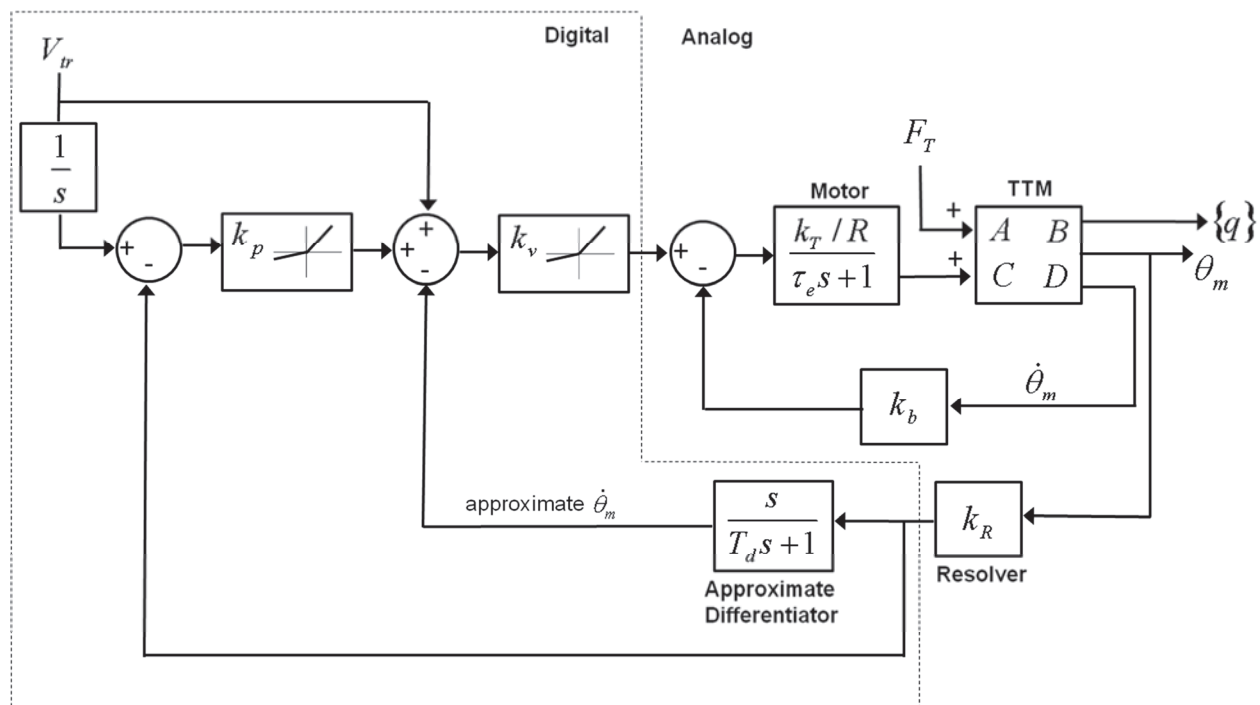 Digital
Analog
V_tr
1
s
+
-
k_p
+
+
-
k_v
+
-
F_T
+
+
Motor
k_T / R
τ_e s + 1
TTM
A B
C D
{q}
θ_m
k_b
θ̇_m
approximate θ̇_m
s
T_d s + 1
Approximate
Differentiator
k_R
Resolver